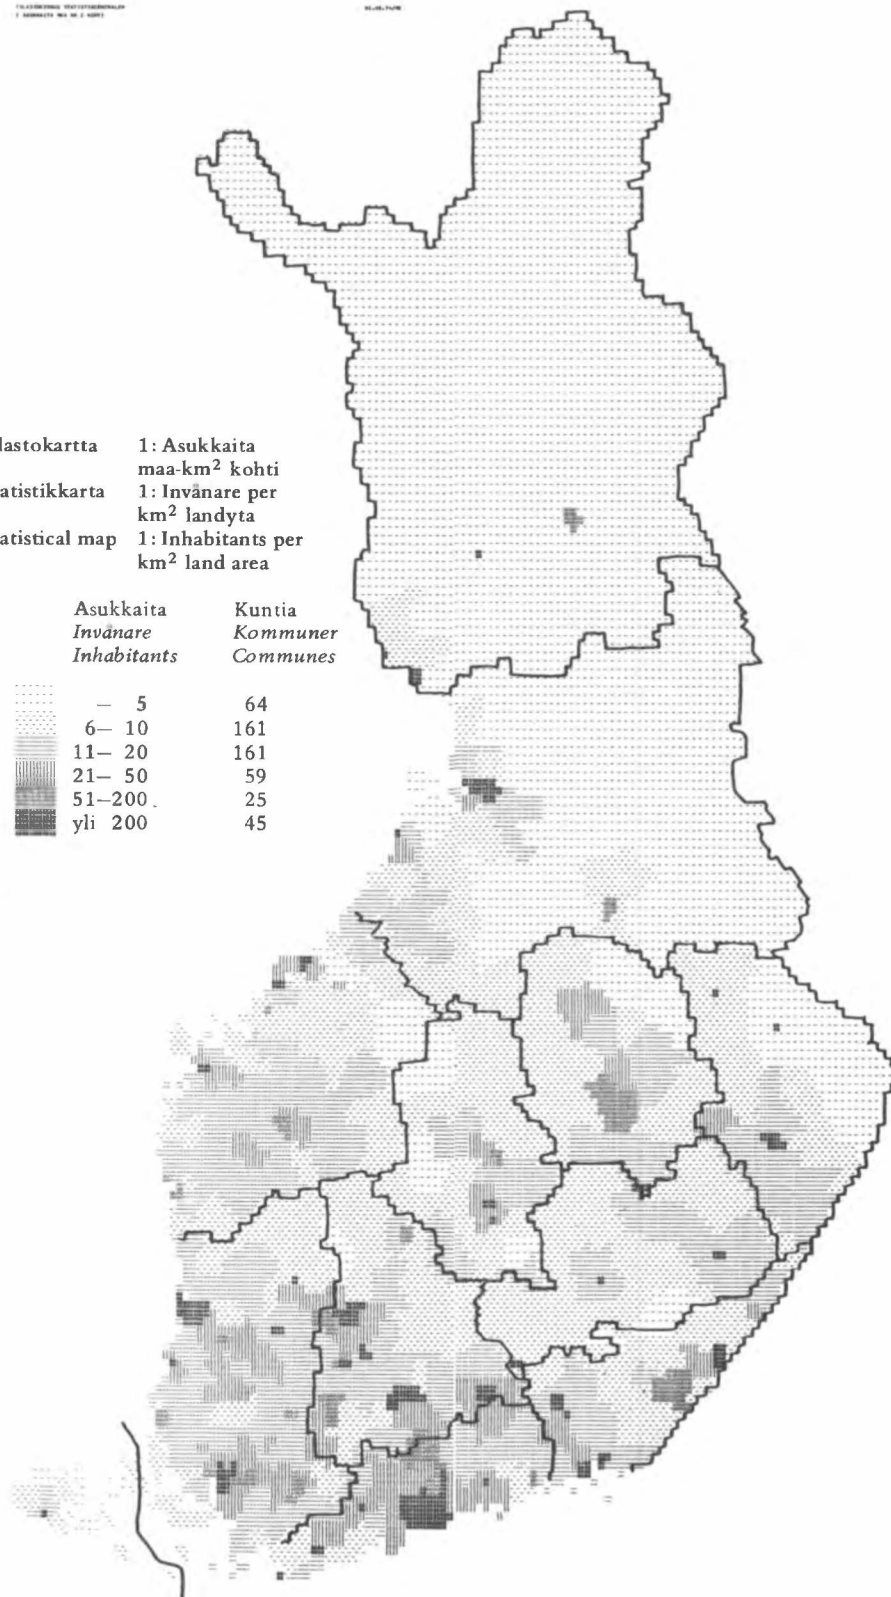 lastokartta 1: Asukkaita
maa-km² kohti
atistikkarta 1: Invånare per
km² landyta
atistical map 1: Inhabitants per
km² land area
Asukkaita Kuntia
Invånare Kommuner
Inhabitants Communes
— 5 64
6— 10 161
11— 20 161
21— 50 59
51—200 25
yli 200 45